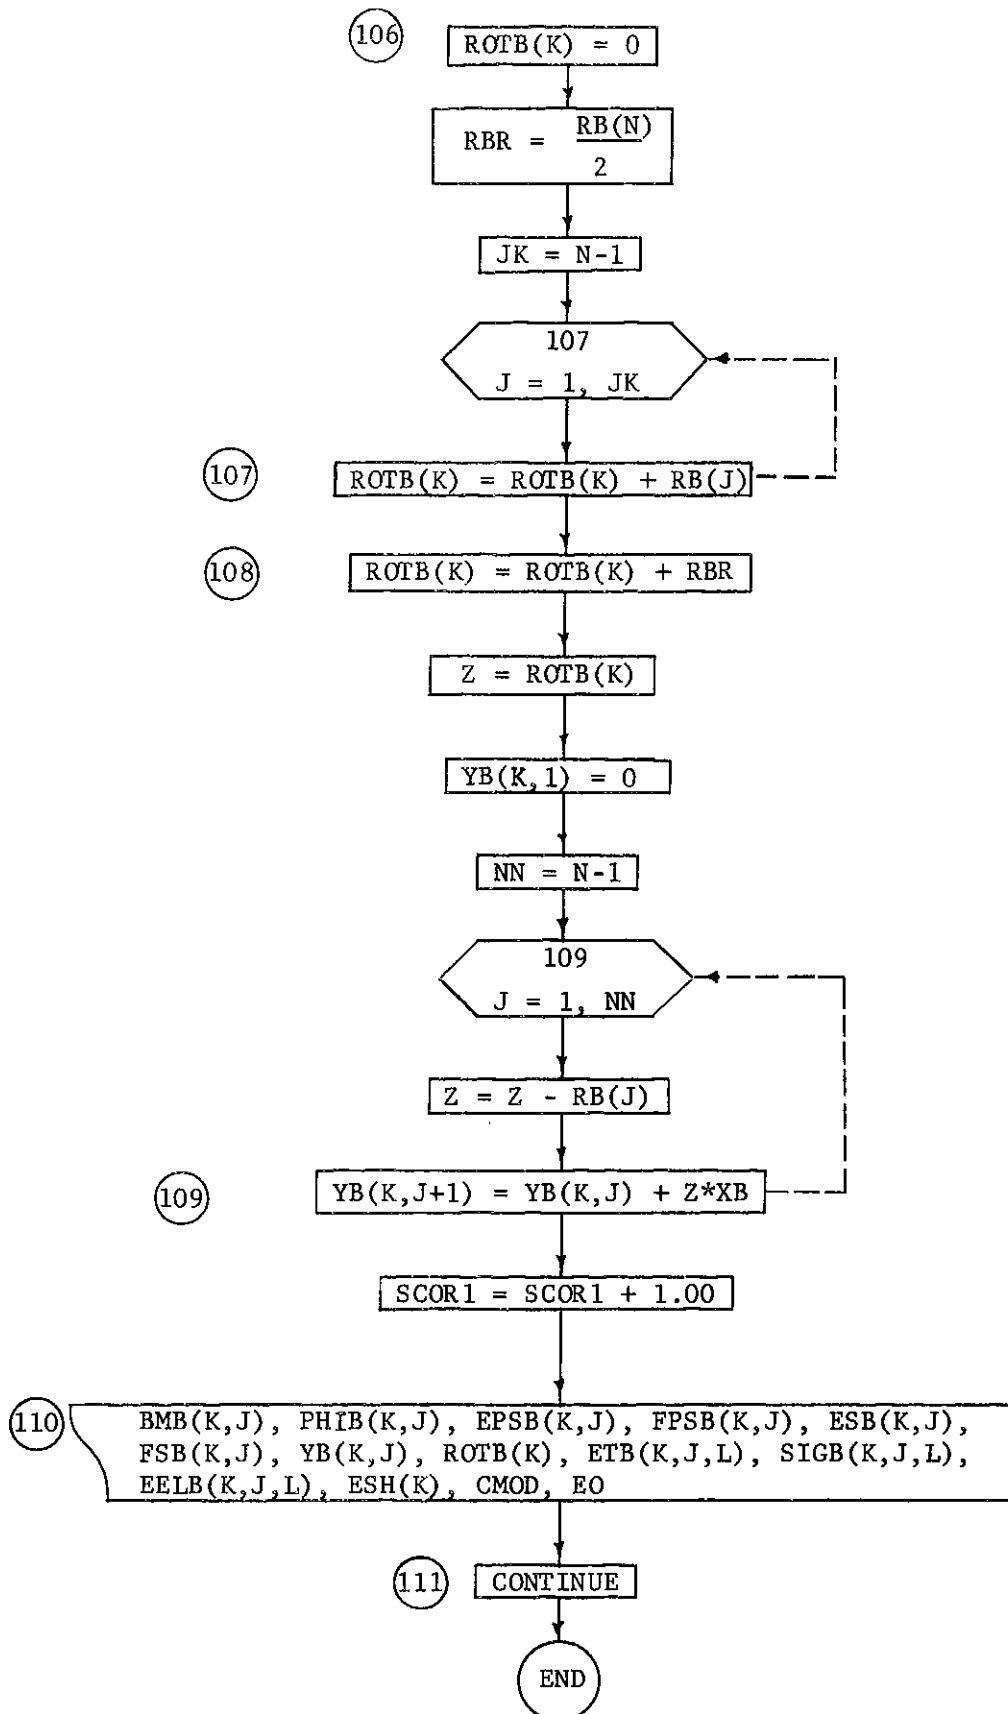 106
ROTB(K) = 0
RBR = RB(N)
2
JK = N-1
107
J = 1, JK
107
ROTB(K) = ROTB(K) + RB(J)
108
ROTB(K) = ROTB(K) + RBR
Z = ROTB(K)
YB(K,1) = 0
NN = N-1
109
J = 1, NN
Z = Z - RB(J)
109
YB(K,J+1) = YB(K,J) + Z*XB
SCOR1 = SCOR1 + 1.00
110
BMB(K,J), PHIB(K,J), EPSB(K,J), FPSB(K,J), ESB(K,J),
FSB(K,J), YB(K,J), ROTB(K), ETB(K,J,L), SIGB(K,J,L),
EELB(K,J,L), ESH(K), CMOD, EO
111
CONTINUE
END